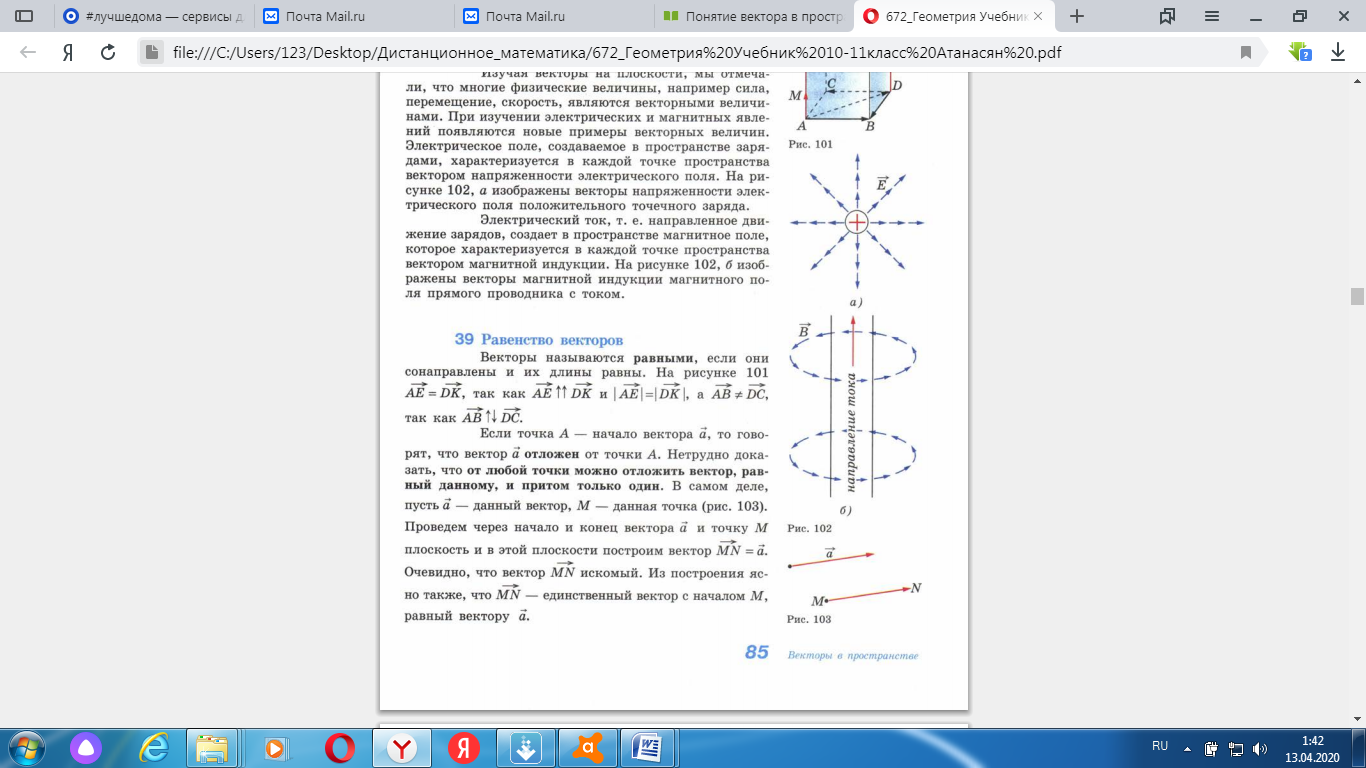 #лучшедома — сервисы д
Почта Mail.ru
Почта Mail.ru
Понятие вектора в простр
672_Геометрия Учебник
file:///C:/Users/123/Desktop/Дистанционное_математика/672_Геометрия%20Учебник%2010-11класс%20Атанасян%20.pdf
Изучая векторы на плоскости, мы отмеча-
ли, что многие физические величины, например сила,
перемещение, скорость, являются векторными величи-
нами. При изучении электрических и магнитных явле-
ний появляются новые примеры векторных величин.
Электрическое поле, создаваемое в пространстве заря-
дами, характеризуется в каждой точке пространства
вектором напряженности электрического поля. На ри-
сунке 102, а изображены векторы напряженности элек-
трического поля положительного точечного заряда.
Электрический ток, т. е. направленное дви-
жение зарядов, создает в пространстве магнитное поле,
которое характеризуется в каждой точке пространства
вектором магнитной индукции. На рисунке 102, б изоб-
ражены векторы магнитной индукции магнитного по-
ля прямого проводника с током.
39 Равенство векторов
Векторы называются равными, если они
сонаправлены и их длины равны. На рисунке 101
AE = DK, так как AE ↑↑ DK и |AE|=|DK|, а AB ≠ DC,
так как AB ↑↓ DC.
Если точка A — начало вектора a, то гово-
рят, что вектор a отложен от точки A. Нетрудно дока-
зать, что от любой точки можно отложить вектор, рав-
ный данному, и притом только один. В самом деле,
пусть a — данный вектор, M — данная точка (рис. 103).
Проведем через начало и конец вектора a и точку M
плоскость и в этой плоскости построим вектор MN = a.
Очевидно, что вектор MN искомый. Из построения яс-
но также, что MN — единственный вектор с началом M,
равный вектору a.
C
D
M
A
B
Рис. 101
E
+
а)
B
направление тока
б)
Рис. 102
a
M
N
Рис. 103
85 Векторы в пространстве
RU
1:42
13.04.2020